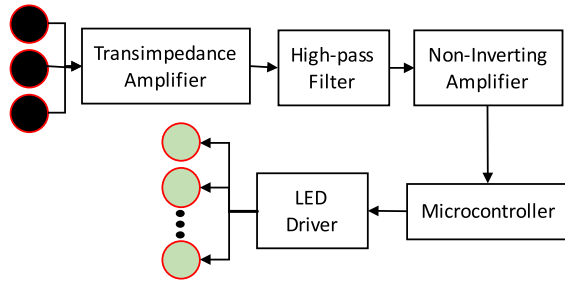 Transimpedance
Amplifier
High-pass
Filter
Non-Inverting
Amplifier
LED
Driver
Microcontroller